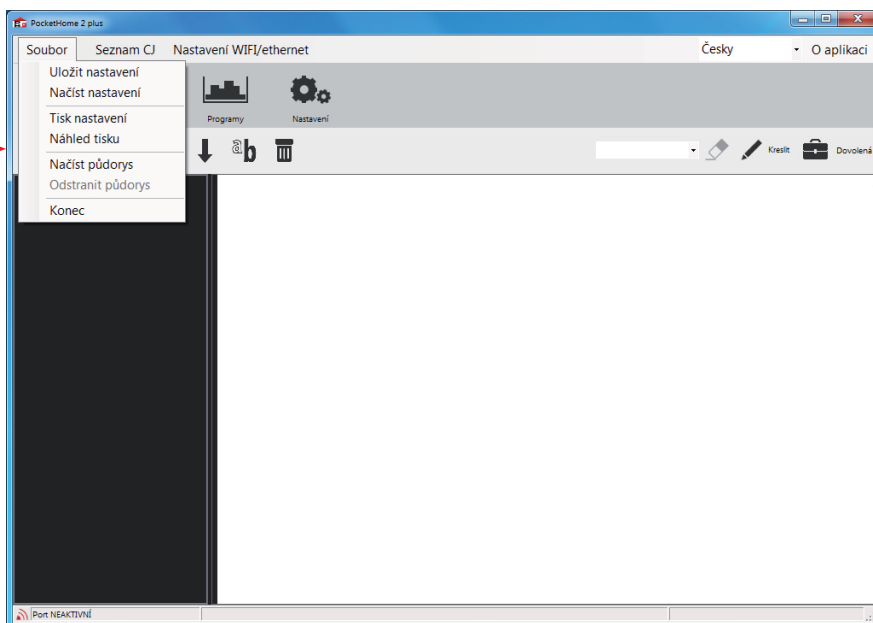 PocketHome 2 plus
Soubor Seznam CJ Nastavení WIFI/ethernet Česky O aplikaci
Uložit nastavení
Načíst nastavení
Tisk nastavení
Náhled tisku
Načíst půdorys
Odstranit půdorys
Konec
Programy Nastavení
ab Kreslit Dovolená
Port NEAKTIVNÍ